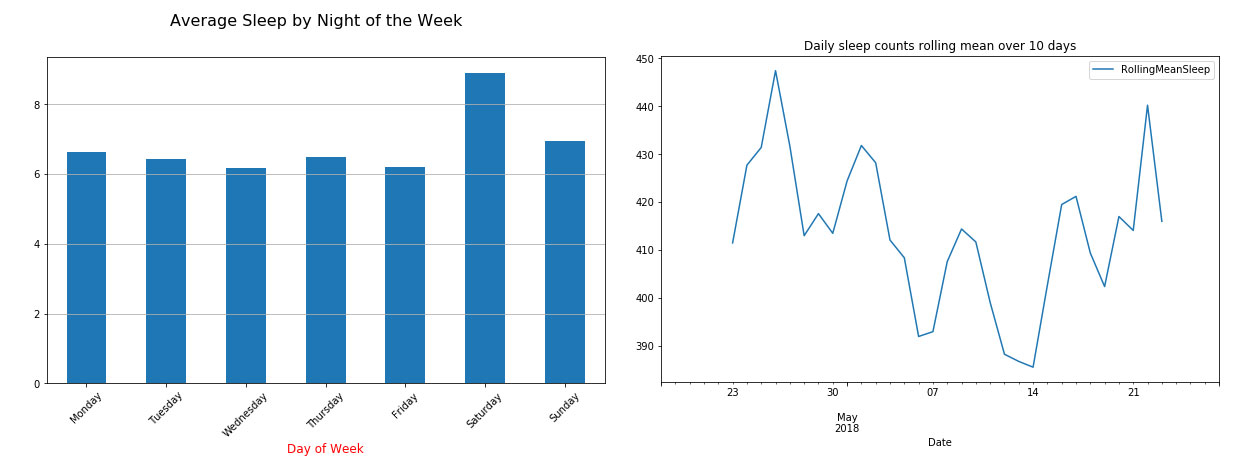 Average Sleep by Night of the Week
8
6
4
2
0
Monday
Tuesday
Wednesday
Thursday
Friday
Saturday
Sunday
Day of Week
Daily sleep counts rolling mean over 10 days
RollingMeanSleep
450
440
430
420
410
400
390
23
30
07
14
21
May
2018
Date